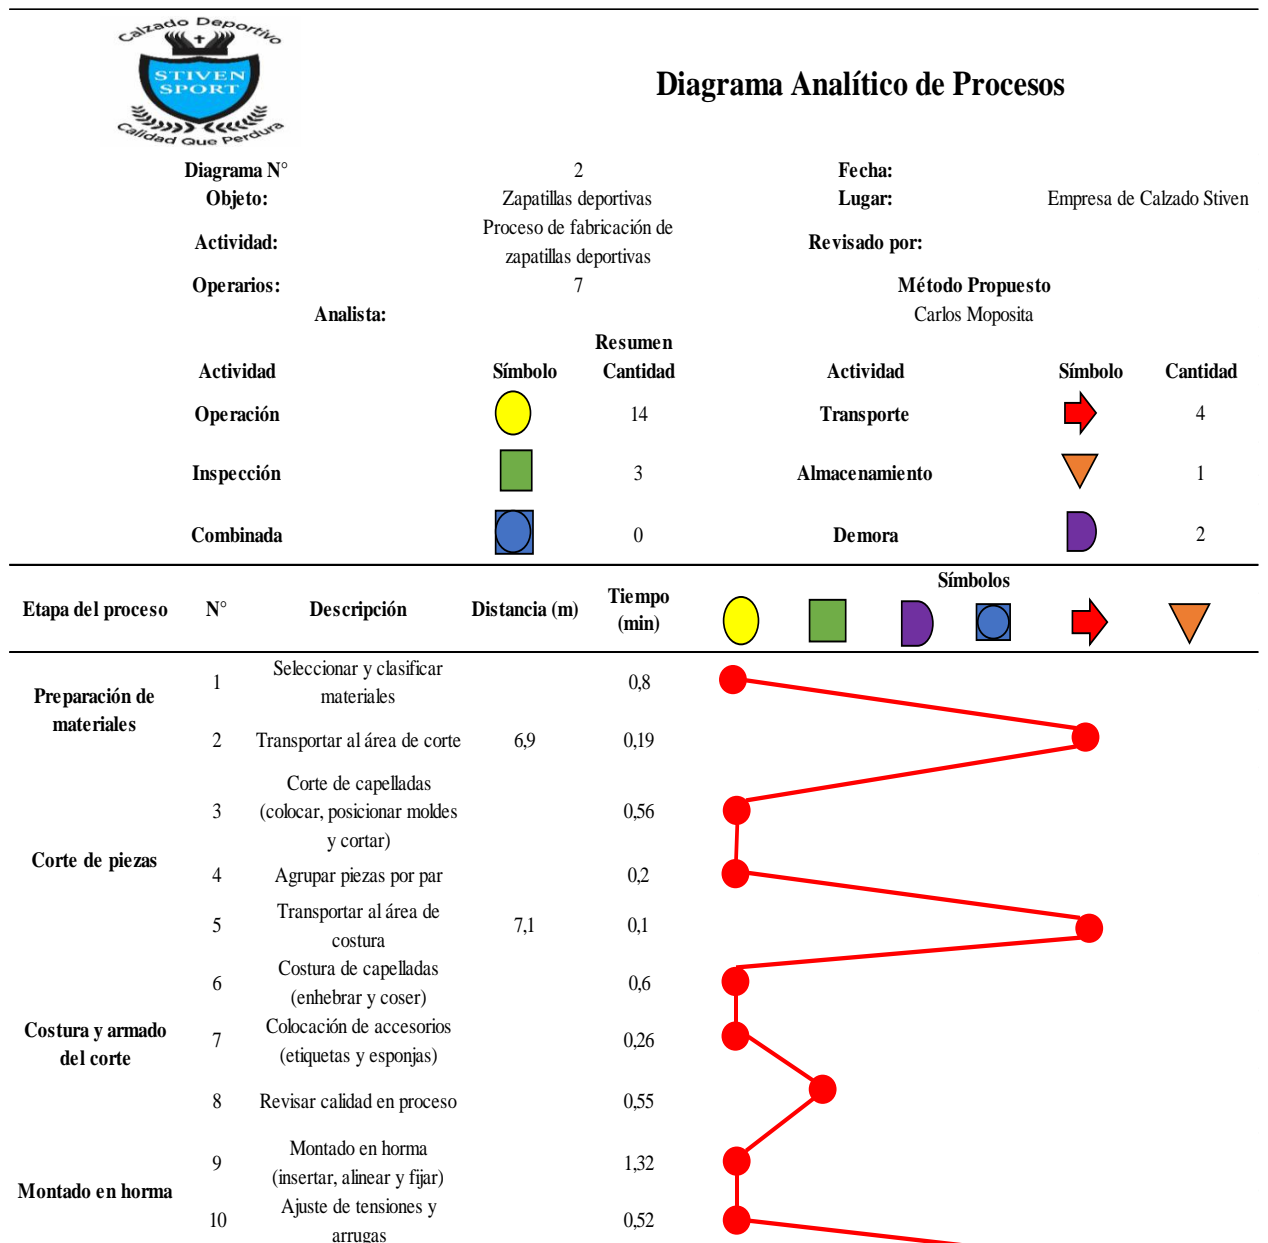 Calzado Deportivo
STIVEN
SPORT
Calidad Que Perdura
Diagrama Analítico de Procesos
Diagrama N° 2 Fecha:
Objeto: Zapatillas deportivas Lugar: Empresa de Calzado Stiven
Actividad: Proceso de fabricación de
zapatillas deportivas Revisado por:
Operarios: 7 Método Propuesto
Analista: Carlos Moposita
Resumen
Actividad Símbolo Cantidad Actividad Símbolo Cantidad
Operación 14 Transporte 4
Inspección 3 Almacenamiento 1
Combinada 0 Demora 2
Etapa del proceso N° Descripción Distancia (m) Tiempo
(min) Símbolos
Preparación de
materiales
1 Seleccionar y clasificar
materiales 0,8
2 Transportar al área de corte 6,9 0,19
Corte de piezas
3 Corte de capelladas
(colocar, posicionar moldes
y cortar) 0,56
4 Agrupar piezas por par 0,2
5 Transportar al área de
costura 7,1 0,1
Costura y armado
del corte
6 Costura de capelladas
(enhebrar y coser) 0,6
7 Colocación de accesorios
(etiquetas y esponjas) 0,26
8 Revisar calidad en proceso 0,55
Montado en horma
9 Montado en horma
(insertar, alinear y fijar) 1,32
10 Ajuste de tensiones y
arrugas 0,52